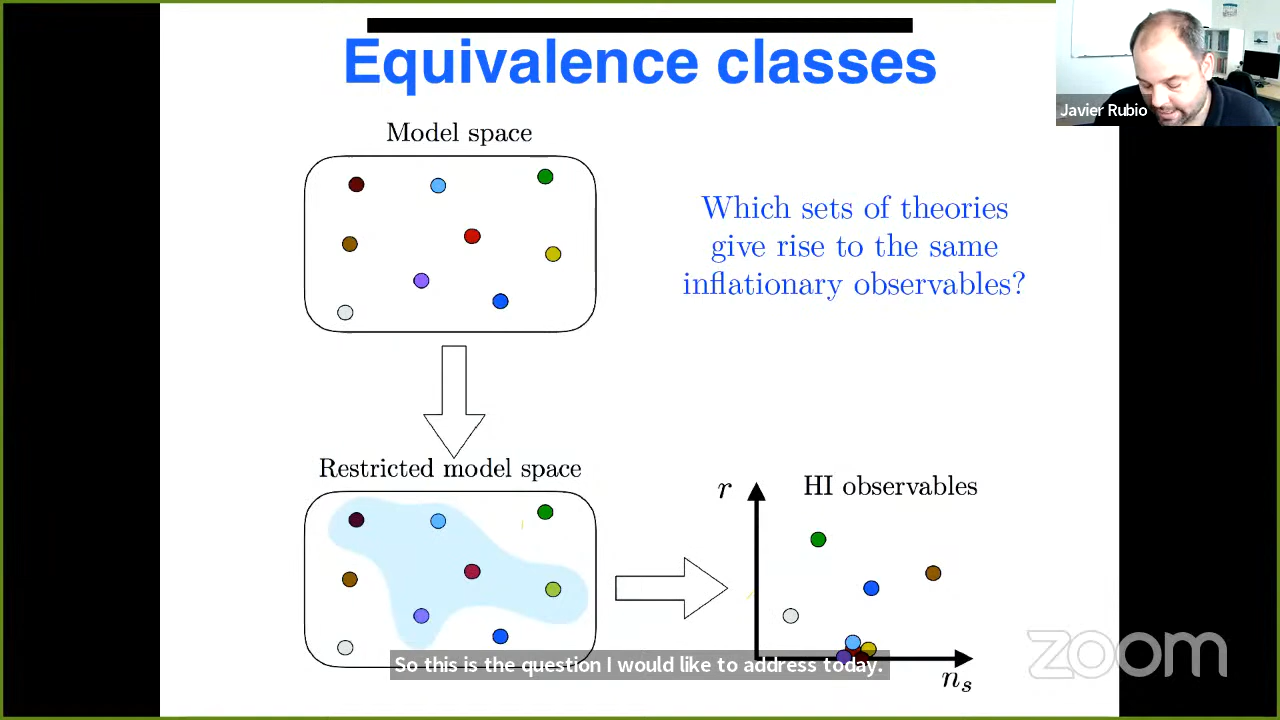 Equivalence classes
Javier Rubio
Model space
Which sets of theories
give rise to the same
inflationary observables?
Restricted model space
r
HI observables
n_s
So this is the question I would like to address today.
zoom